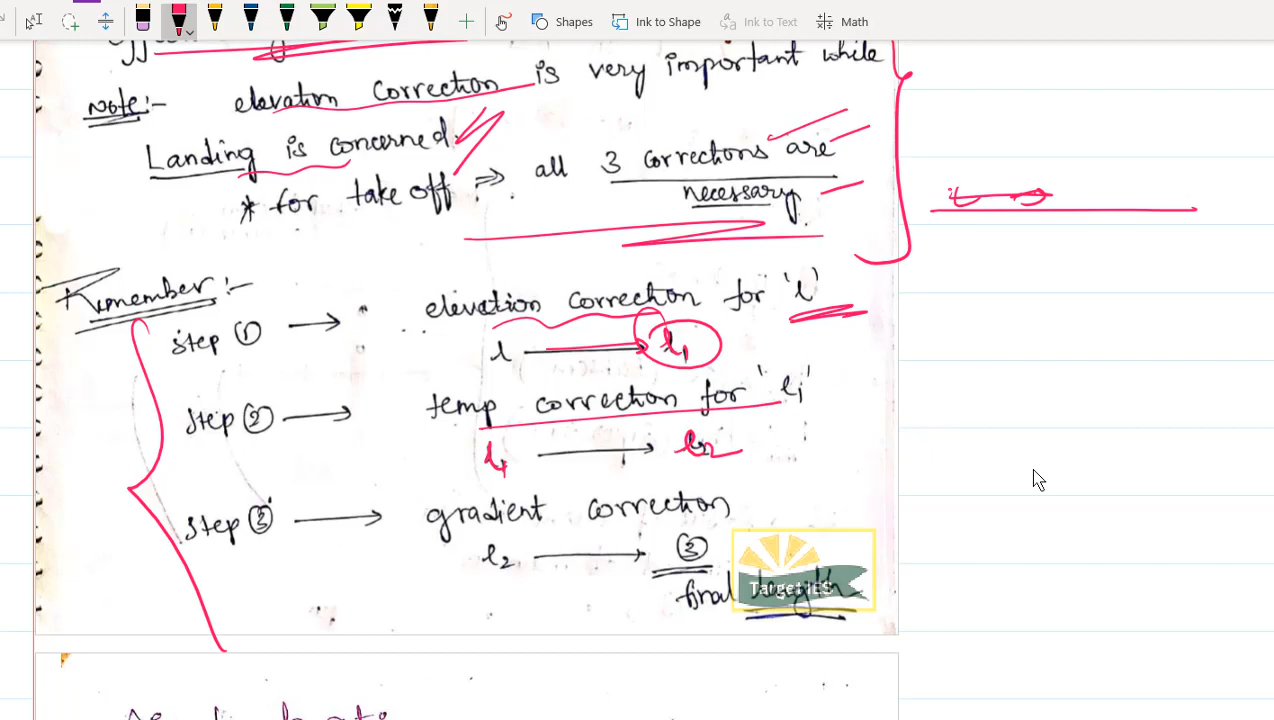 Shapes Ink to Shape Ink to Text Math
Note:- elevation correction is very important while
Landing is concerned.
* for take off ⇒ all 3 corrections are
necessary.
Remember:-
Step ① → elevation correction for 'l'
l → l₁
Step ② → temp correction for 'l₁'
l₁ → l₂
Step ③ → gradient correction
l₂ → ③
final length
Target IES